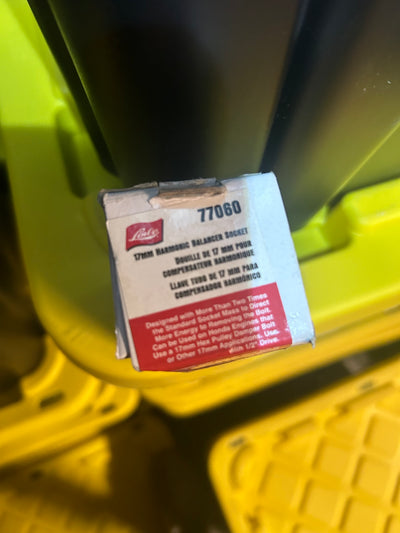 77060
Lisle
17MM HARMONIC BALANCER SOCKET
DOUILLE DE 17 MM POUR
COMPENSATEUR HARMONIQUE
LLAVE TUBO DE 17 MM PARA
COMPENSADOR HARMÓNICO
Designed with More Than Two Times
the Standard Socket Mass to Direct
More Energy to Removing the Bolt.
Can be Used on Honda Engines that
Use a 17mm Hex Pulley Damper Bolt
or Other 17mm Applications. Use
1/2" Drive.